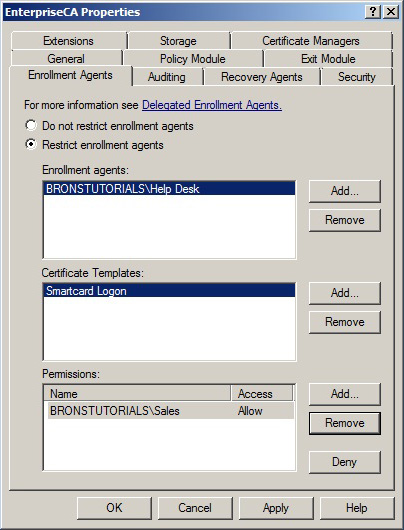 EnterpriseCA Properties
Extensions Storage Certificate Managers
General Policy Module Exit Module
Enrollment Agents Auditing Recovery Agents Security
For more information see Delegated Enrollment Agents.
Do not restrict enrollment agents
Restrict enrollment agents
Enrollment agents:
BRONSTUTORIALS\Help Desk
Add...
Remove
Certificate Templates:
Smartcard Logon
Add...
Remove
Permissions:
Name Access
BRONSTUTORIALS\Sales Allow
Add...
Remove
Deny
OK Cancel Apply Help